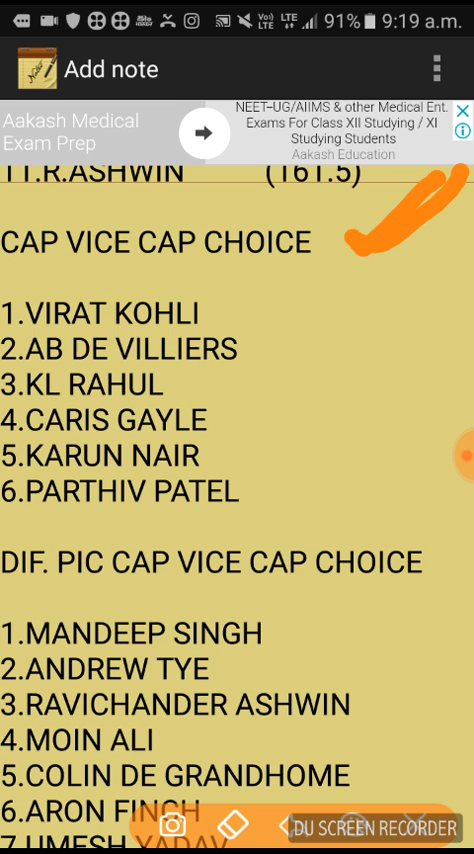 91% 9:19 a.m.
Add note
Aakash Medical
Exam Prep
NEET–UG/AIIMS & other Medical Ent.
Exams For Class XII Studying / XI
Studying Students
Aakash Education
11.R.ASHWIN (161.5)
CAP VICE CAP CHOICE
1.VIRAT KOHLI
2.AB DE VILLIERS
3.KL RAHUL
4.CARIS GAYLE
5.KARUN NAIR
6.PARTHIV PATEL
DIF. PIC CAP VICE CAP CHOICE
1.MANDEEP SINGH
2.ANDREW TYE
3.RAVICHANDER ASHWIN
4.MOIN ALI
5.COLIN DE GRANDHOME
6.ARON FINCH
DU SCREEN RECORDER
7.UMESH YADAV